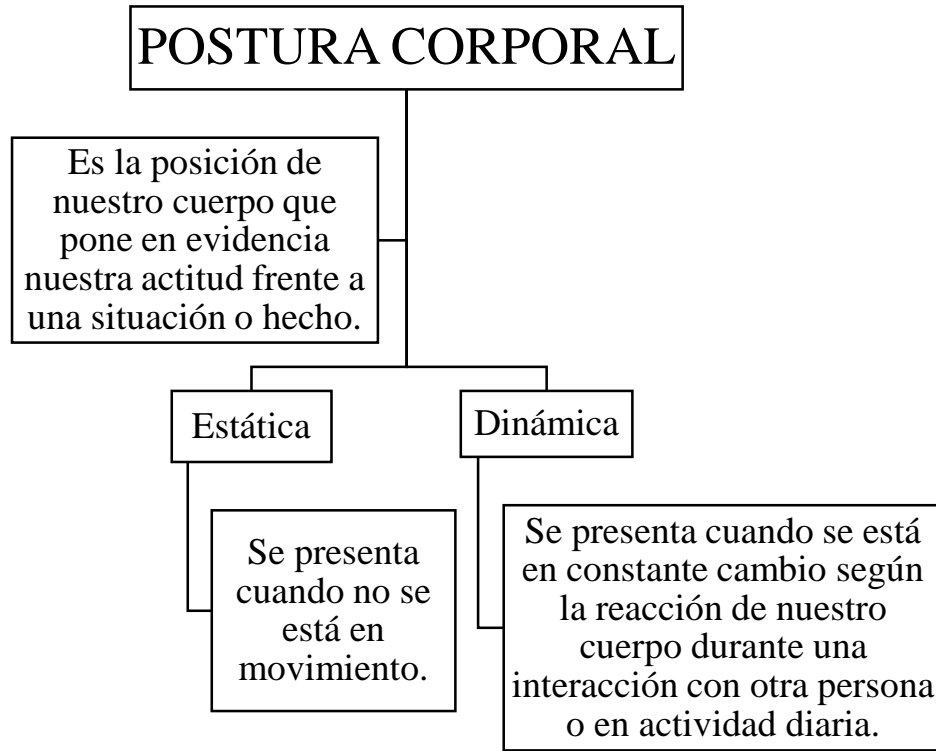 POSTURA CORPORAL
Es la posición de
nuestro cuerpo que
pone en evidencia
nuestra actitud frente a
una situación o hecho.
Estática
Dinámica
Se presenta
cuando no se
está en
movimiento.
Se presenta cuando se está
en constante cambio según
la reacción de nuestro
cuerpo durante una
interacción con otra persona
o en actividad diaria.